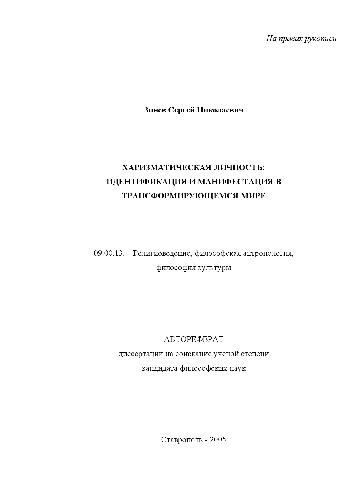 На правах рукописи
Зинев Сергей Николаевич
ХАРИЗМАТИЧЕСКАЯ ЛИЧНОСТЬ:
ИДЕНТИФИКАЦИЯ И МАНИФЕСТАЦИЯ В
ТРАНСФОРМИРУЮЩЕМСЯ МИРЕ
09.00.13. – Религиоведение, философская антропология,
философия культуры
АВТОРЕФЕРАТ
диссертации на соискание ученой степени
кандидата философских наук
Ставрополь - 2005